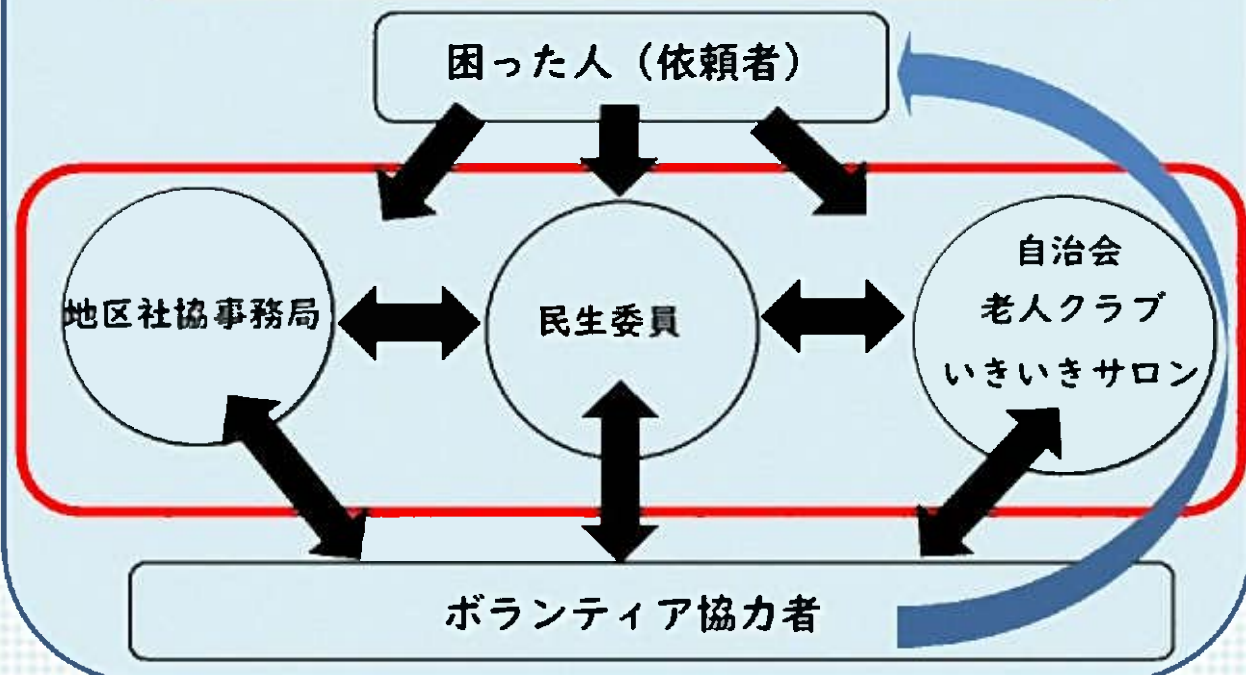 困った人（依頼者）
地区社協事務局
民生委員
自治会
老人クラブ
いきいきサロン
ボランティア協力者